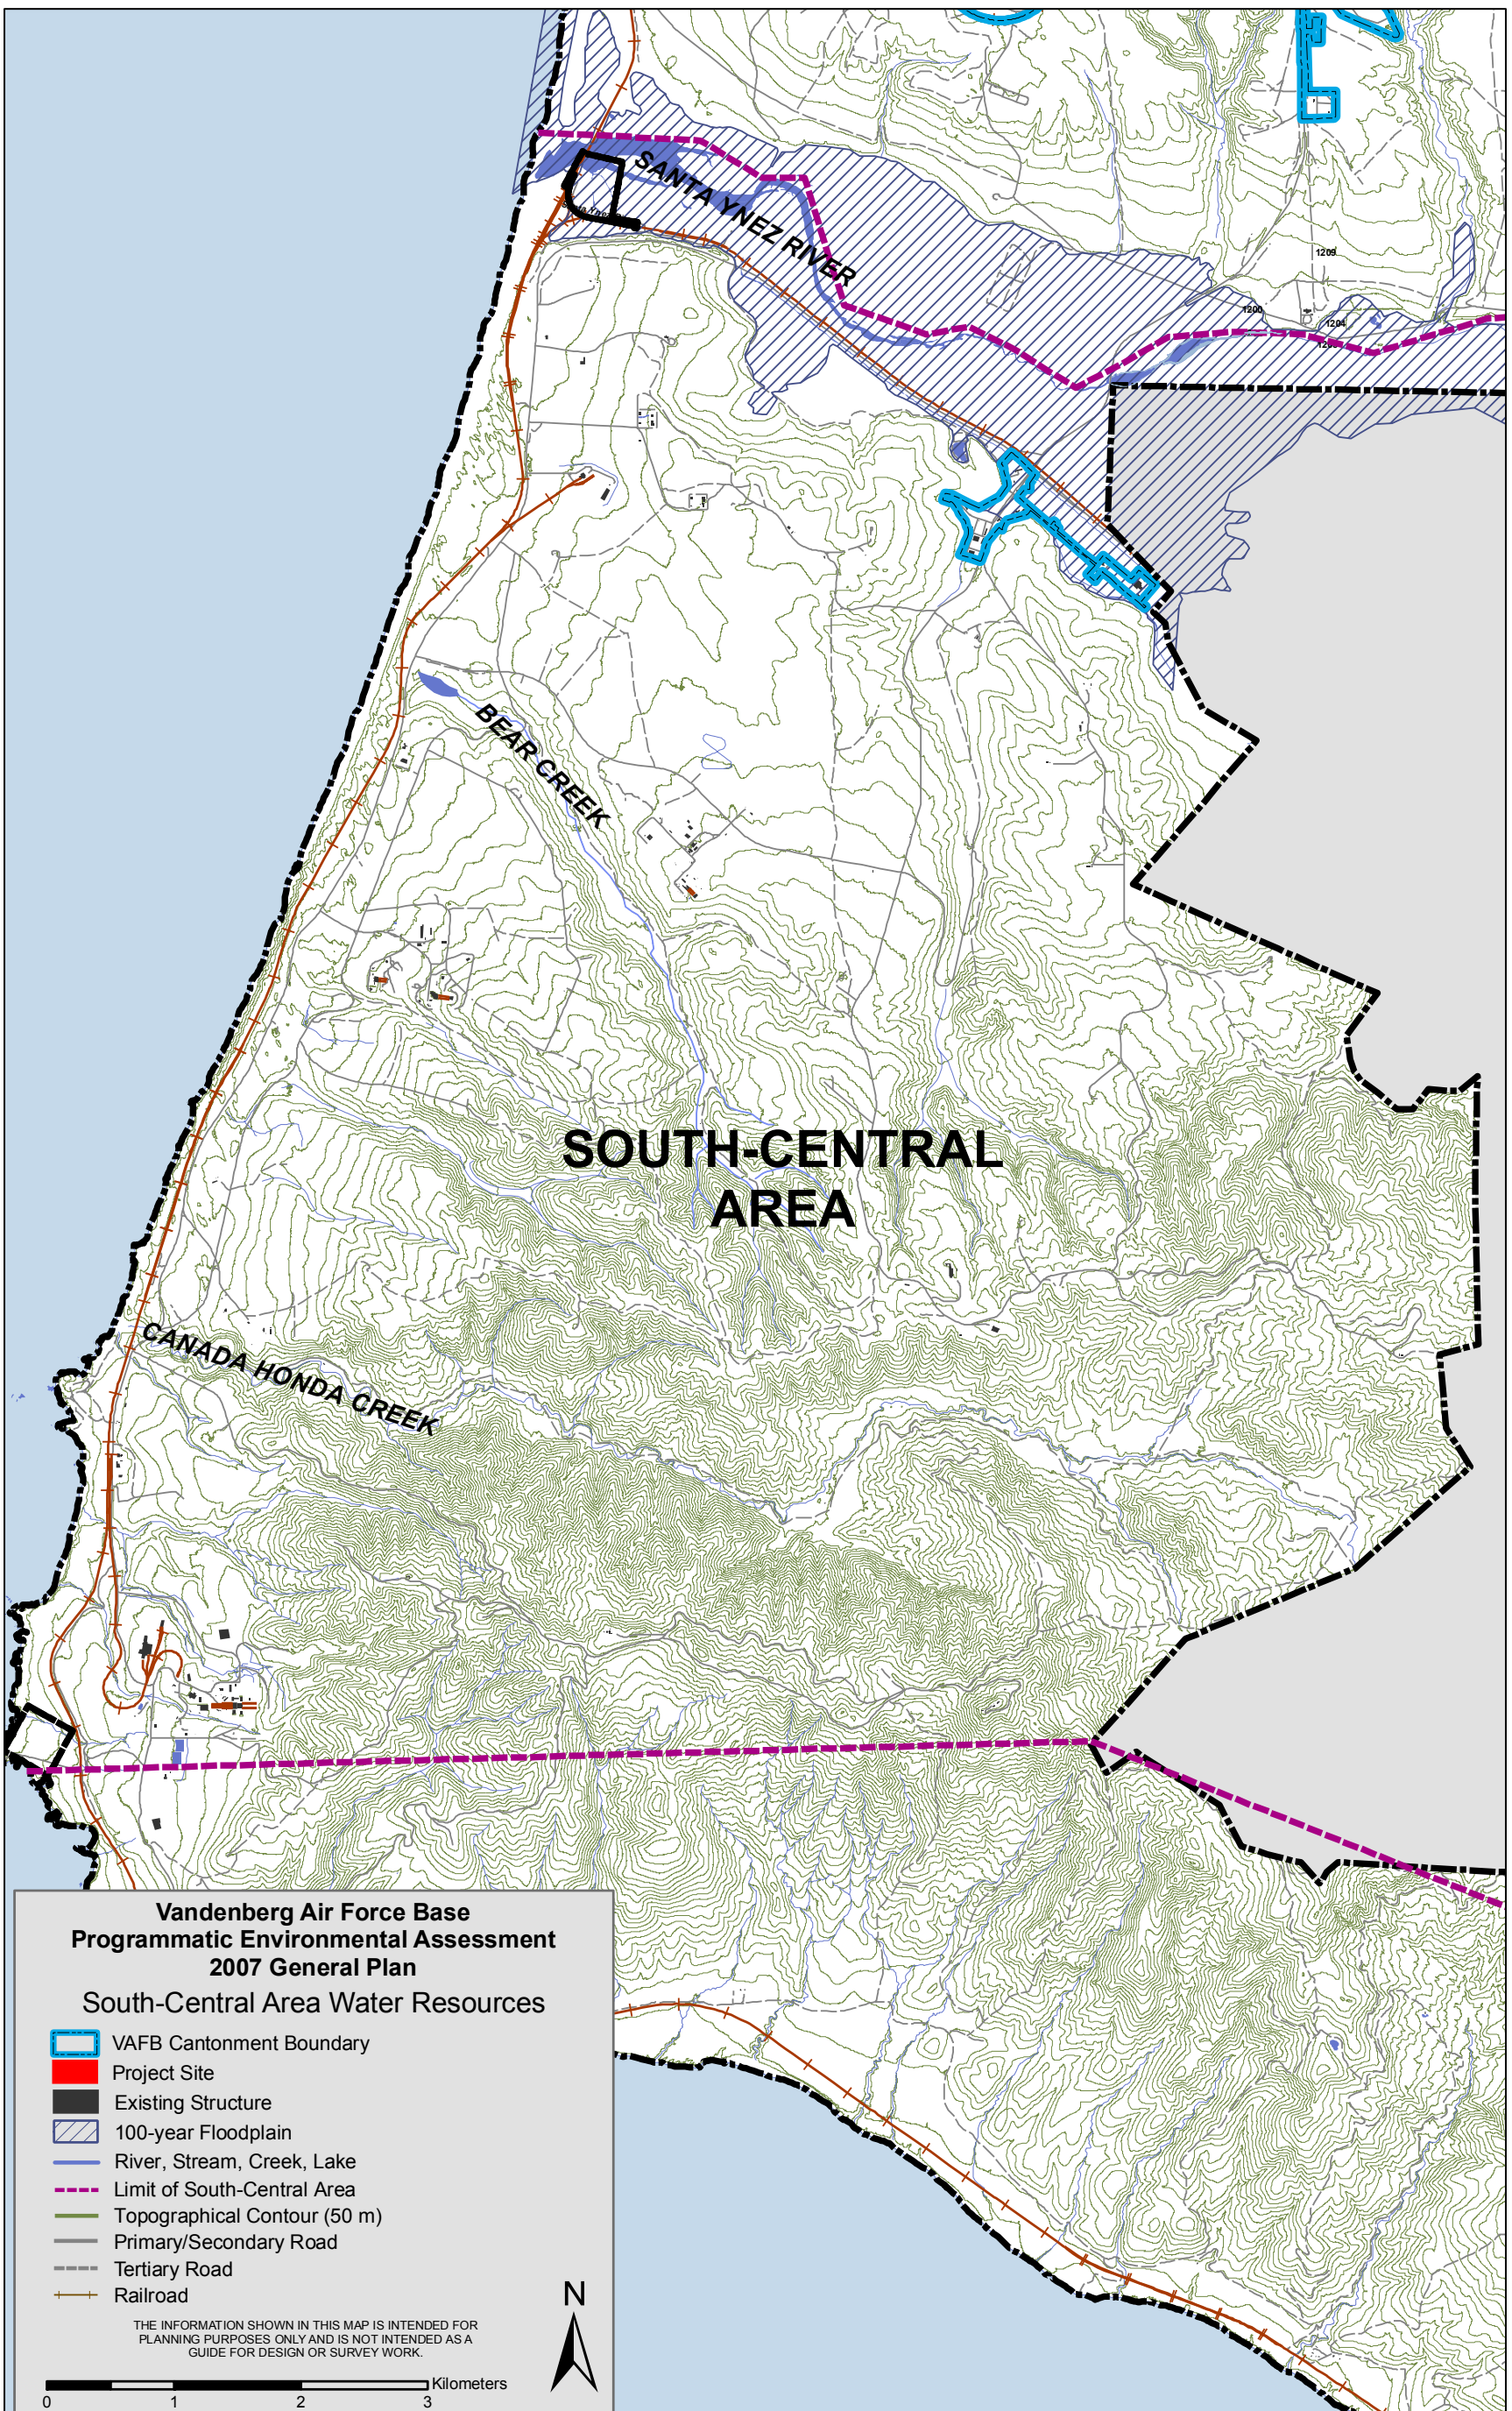 SANTA YNEZ RIVER
1209
1200
1204
BEAR CREEK
SOUTH-CENTRAL
AREA
CANADA HONDA CREEK
Vandenberg Air Force Base
Programmatic Environmental Assessment
2007 General Plan
South-Central Area Water Resources
VAFB Cantonment Boundary
Project Site
Existing Structure
100-year Floodplain
River, Stream, Creek, Lake
Limit of South-Central Area
Topographical Contour (50 m)
Primary/Secondary Road
Tertiary Road
Railroad
N
THE INFORMATION SHOWN IN THIS MAP IS INTENDED FOR
PLANNING PURPOSES ONLY AND IS NOT INTENDED AS A
GUIDE FOR DESIGN OR SURVEY WORK.
Kilometers
0 1 2 3